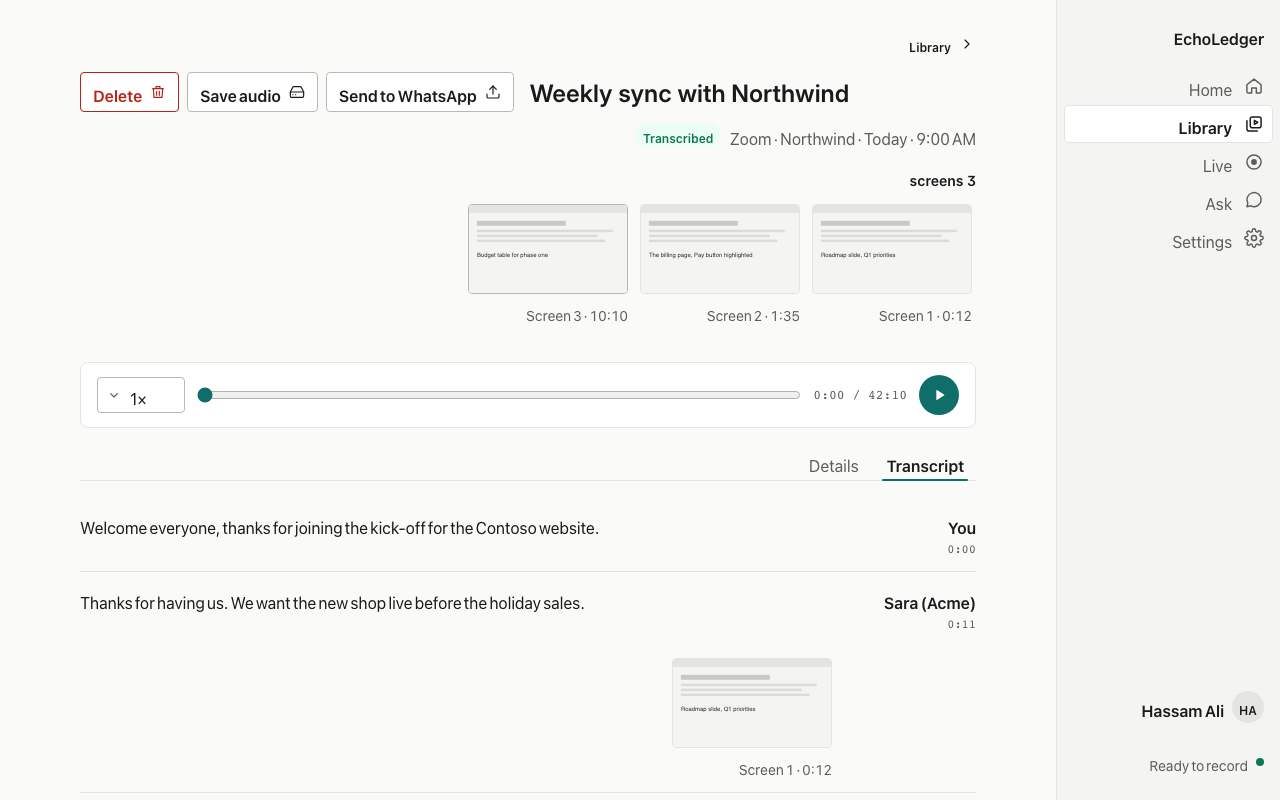 EchoLedger
Home
Library
Live
Ask
Settings
Hassam Ali
HA
Ready to record
Library
Weekly sync with Northwind
Send to WhatsApp
Save audio
Delete
Transcribed
Zoom · Northwind · Today · 9:00 AM
screens 3
Roadmap slide, Q1 priorities
Screen 1 · 0:12
The billing page, Pay button highlighted
Screen 2 · 1:35
Budget table for phase one
Screen 3 · 10:10
0:00 / 42:10
1×
Transcript
Details
You
0:00
Welcome everyone, thanks for joining the kick-off for the Contoso website.
Sara (Acme)
0:11
Thanks for having us. We want the new shop live before the holiday sales.
Roadmap slide, Q1 priorities
Screen 1 · 0:12